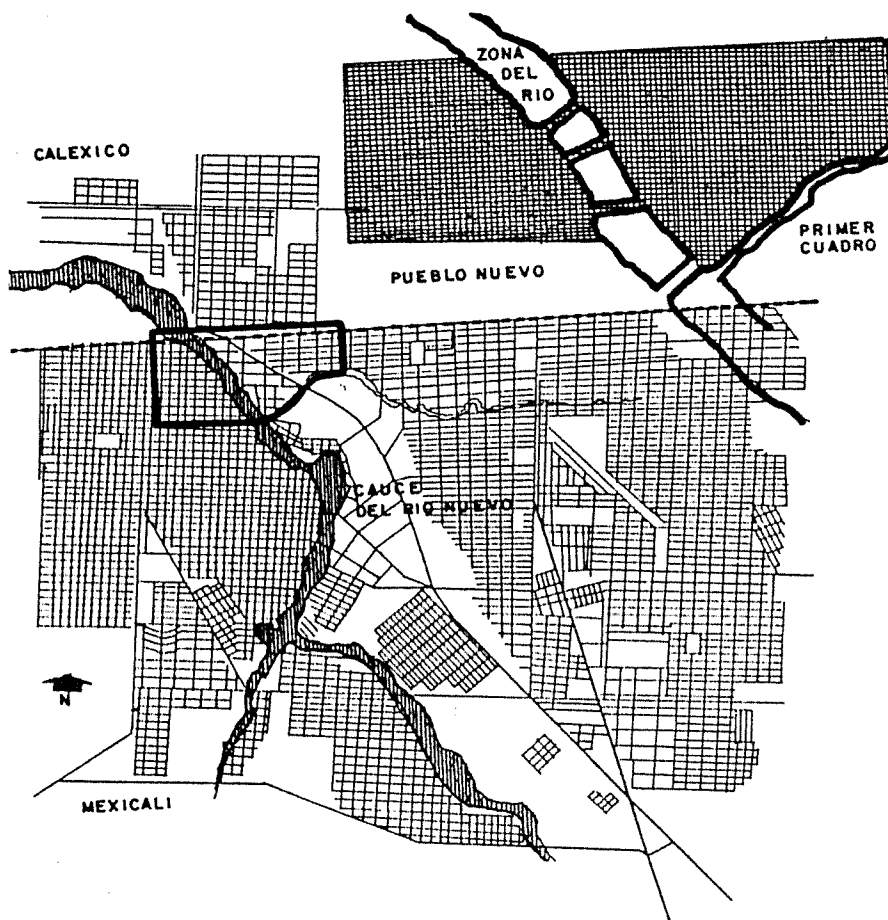 ZONA
DEL
RIO
CALEXICO
PRIMER
CUADRO
PUEBLO NUEVO
CAUCE
DEL RIO NUEVO
N
MEXICALI